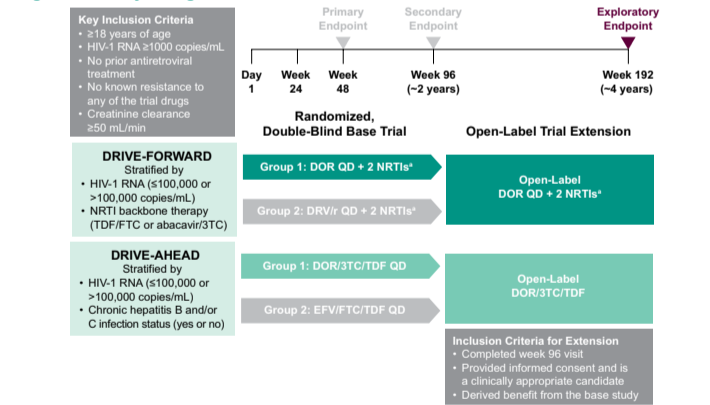 Key Inclusion Criteria
• ≥18 years of age
• HIV-1 RNA ≥1000 copies/mL
• No prior antiretroviral
treatment
• No known resistance to
any of the trial drugs
• Creatinine clearance
≥50 mL/min
Primary
Endpoint
Secondary
Endpoint
Exploratory
Endpoint
Day
1
Week
24
Week
48
Week 96
(~2 years)
Week 192
(~4 years)
Randomized,
Double-Blind Base Trial
Open-Label Trial Extension
DRIVE-FORWARD
Stratified by
• HIV-1 RNA (≤100,000 or
>100,000 copies/mL)
• NRTI backbone therapy
(TDF/FTC or abacavir/3TC)
Group 1: DOR QD + 2 NRTIsᵃ
Group 2: DRV/r QD + 2 NRTIsᵃ
Open-Label
DOR QD + 2 NRTIsᵃ
DRIVE-AHEAD
Stratified by
• HIV-1 RNA (≤100,000 or
>100,000 copies/mL)
• Chronic hepatitis B and/or
C infection status (yes or no)
Group 1: DOR/3TC/TDF QD
Group 2: EFV/FTC/TDF QD
Open-Label
DOR/3TC/TDF
Inclusion Criteria for Extension
• Completed week 96 visit
• Provided informed consent and is
a clinically appropriate candidate
• Derived benefit from the base study